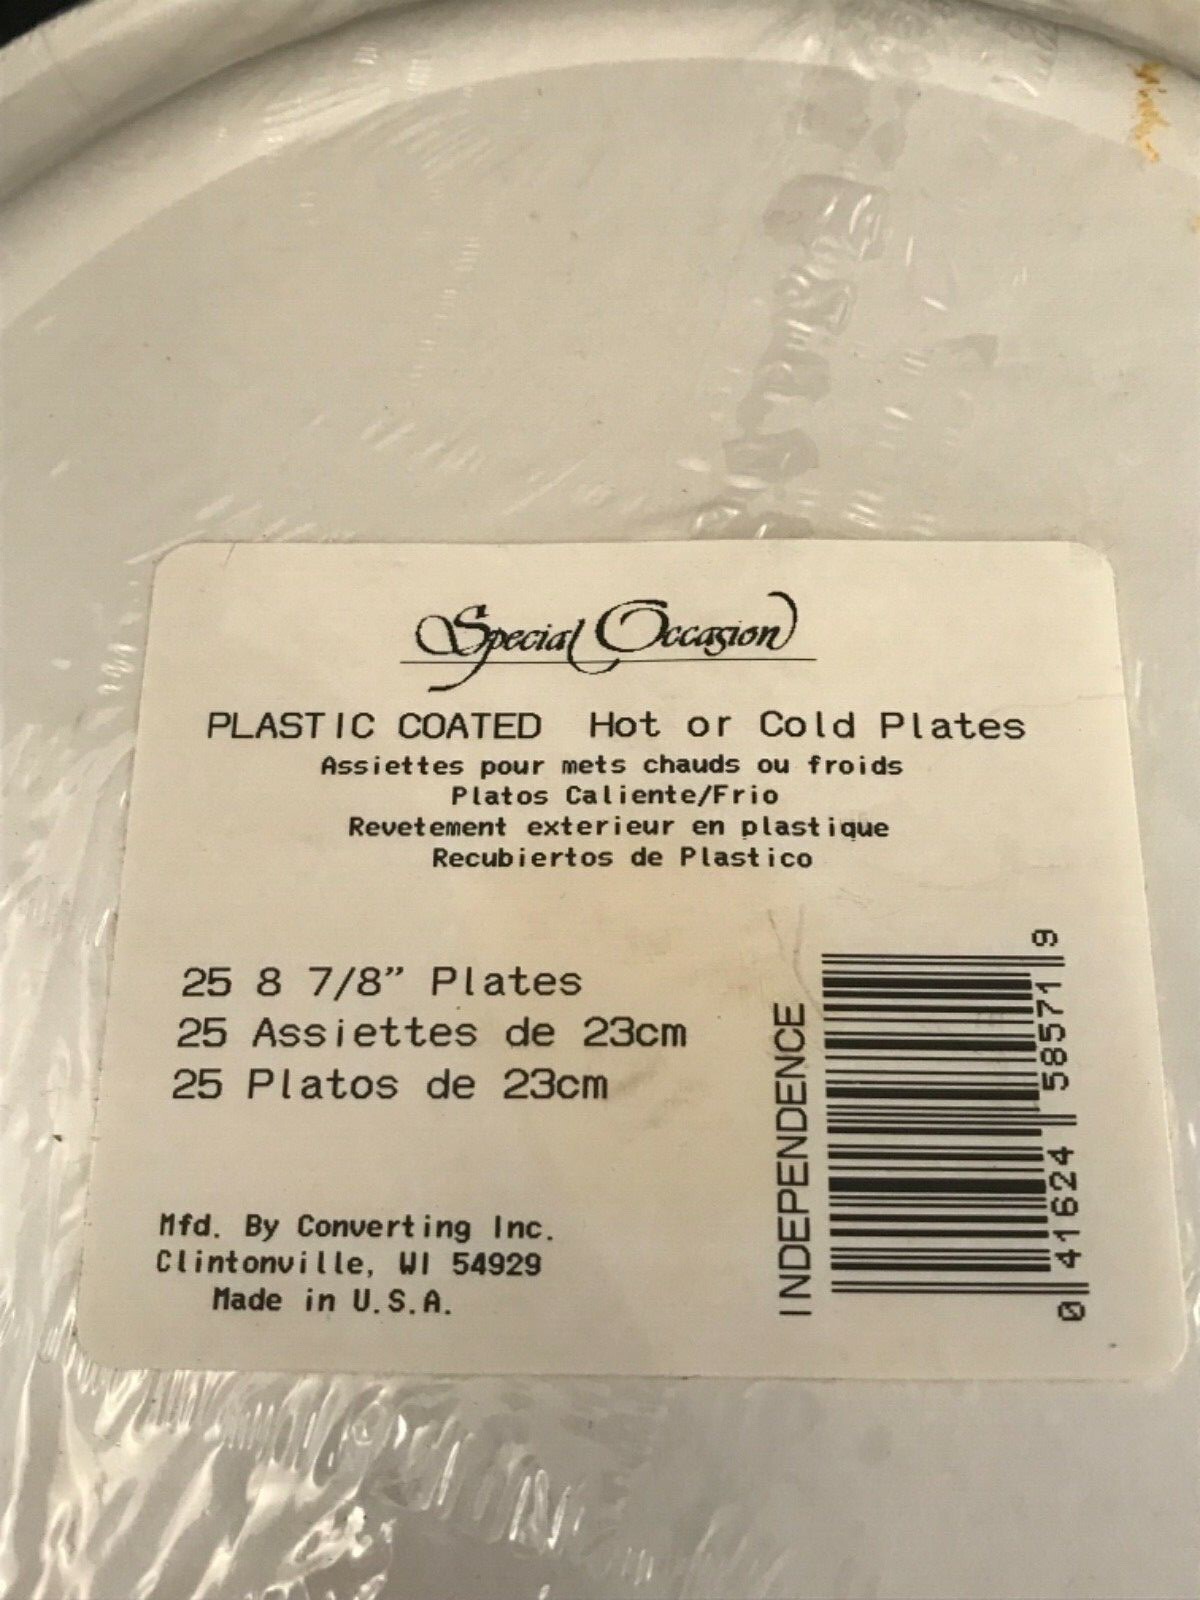 Special Occasion
PLASTIC COATED Hot or Cold Plates
Assiettes pour mets chauds ou froids
Platos Caliente/Frio
Revetement exterieur en plastique
Recubiertos de Plastico
25 8 7/8” Plates
25 Assiettes de 23cm
25 Platos de 23cm
Mfd. By Converting Inc.
Clintonville, WI 54929
Made in U.S.A.
INDEPENDENCE
0 41624 58571 9